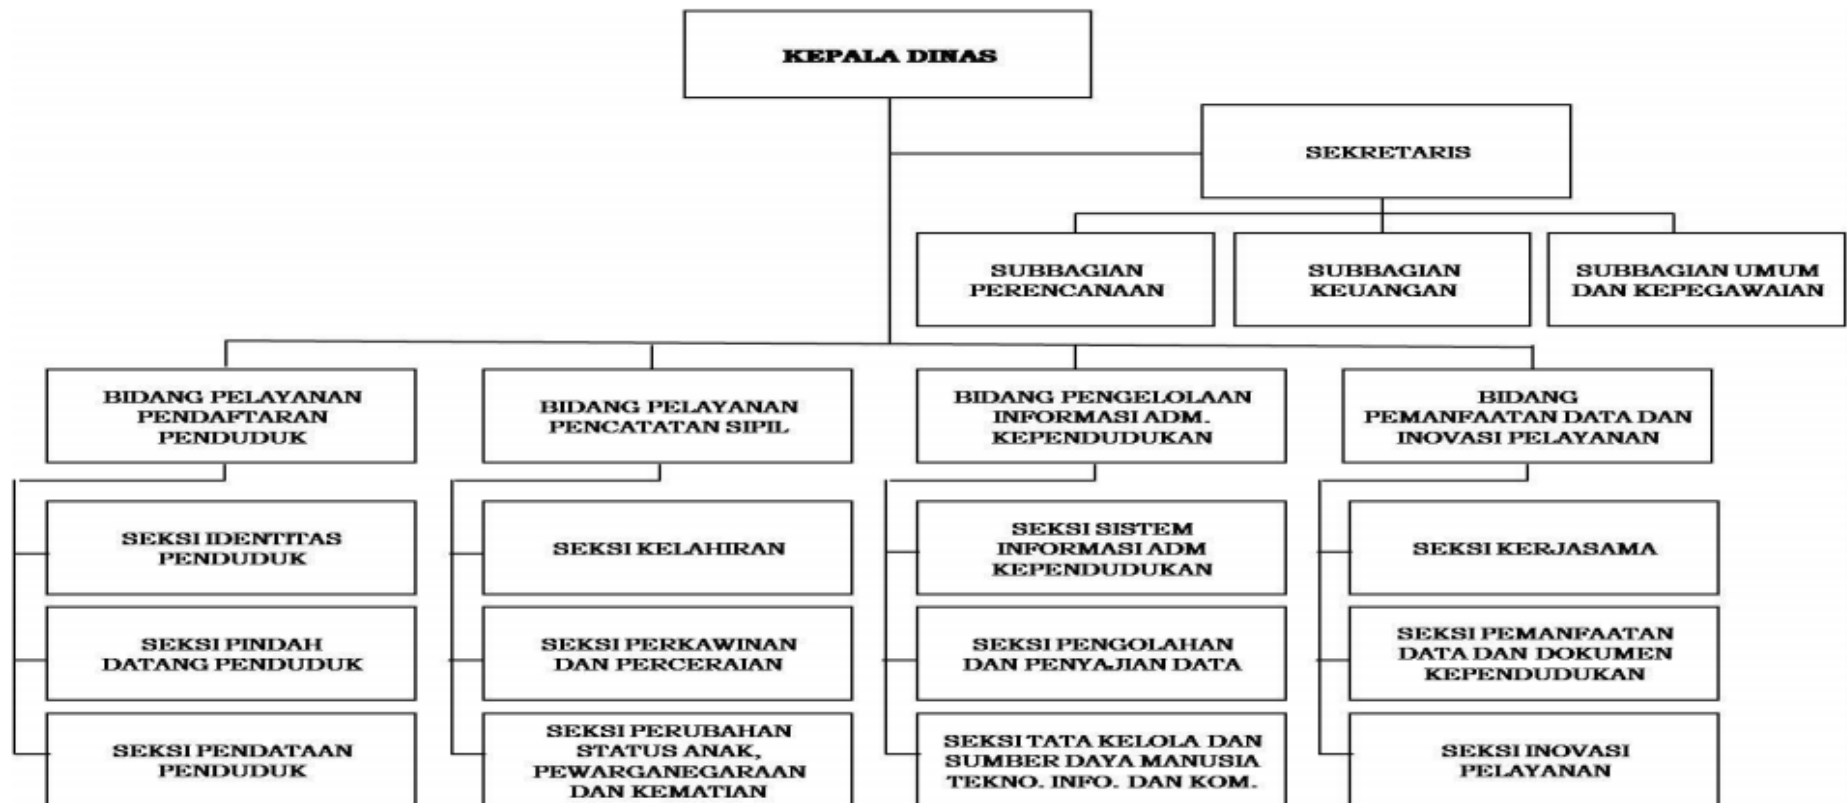 KEPALA DINAS
SEKRETARIS
SUBBAGIAN
PERENCANAAN
SUBBAGIAN
KEUANGAN
SUBBAGIAN UMUM
DAN KEPEGAWAIAN
BIDANG PELAYANAN
PENDAFTARAN
PENDUDUK
BIDANG PELAYANAN
PENCATATAN SIPIL
BIDANG PENGELOLAAN
INFORMASI ADM.
KEPENDUDUKAN
BIDANG
PEMANFAATAN DATA DAN
INOVASI PELAYANAN
SEKSI IDENTITAS
PENDUDUK
SEKSI KELAHIRAN
SEKSI SISTEM
INFORMASI ADM
KEPENDUDUKAN
SEKSI KERJASAMA
SEKSI PINDAH
DATANG PENDUDUK
SEKSI PERKAWINAN
DAN PERCERAIAN
SEKSI PENGOLAHAN
DAN PENYAJIAN DATA
SEKSI PEMANFAATAN
DATA DAN DOKUMEN
KEPENDUDUKAN
SEKSI PENDATAAN
PENDUDUK
SEKSI PERUBAHAN
STATUS ANAK,
PEWARGANEGARAAN
DAN KEMATIAN
SEKSI TATA KELOLA DAN
SUMBER DAYA MANUSIA
TEKNO. INFO. DAN KOM.
SEKSI INOVASI
PELAYANAN